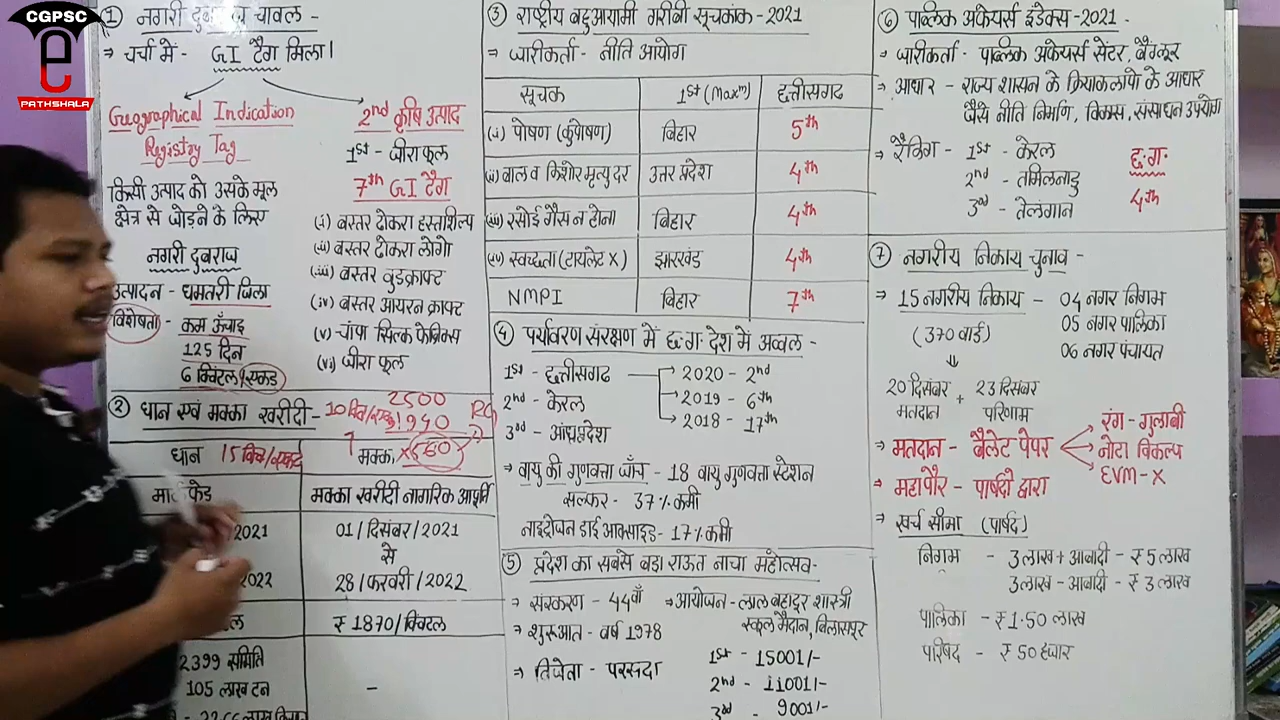 CGPSC
PATHSHALA
① नगरी दुबराज चावल -
⇒ चर्चा में - GI टैग मिला।
Geographical Indication
Registry Tag
किसी उत्पाद को उसके मूल
क्षेत्र से जोड़ने के लिए
नगरी दुबराज
उत्पादन - धमतरी जिला
विशेषता - कम ऊँचाइ
125 दिन
6 क्विंटल/एकड
2nd कृषि उत्पाद
1st - जीरा फूल
7th GI टैग
(i) बस्तर ढोकरा हस्तशिल्प
(ii) बस्तर ढोकरा लोगो
(iii) बस्तर वुडक्राफ्ट
(iv) बस्तर आयरन क्राफ्ट
(v) चाँपा सिल्क फेब्रिक्स
(vi) जीरा फूल
② धान एवं मक्का खरीदी -
10 क्वि/एकड़
2500
1940
560
धान 15 क्वि/एकड
मक्का
मक्का खरीदी नागरिक आपूर्ति
2021
01/दिसंबर/2021
से
2022
28/फरवरी/2022
₹1870/क्विंटल
2399 समिति
105 लाख टन
-
③ राष्ट्रीय बहुआयामी गरीबी सूचकांक - 2021
⇒ जारीकर्ता - नीति आयोग
सूचक 1st (Maxm) छत्तीसगढ
(i) पोषण (कुपोषण) बिहार 5th
(ii) बाल व किशोर मृत्यु दर उत्तर प्रदेश 4th
(iii) रसोई गैस न होना बिहार 4th
(iv) स्वच्छता (टायलेट X) झारखंड 4th
NMPI बिहार 7th
④ पर्यावरण संरक्षण में छ.ग. देश में अव्वल -
1st - छत्तीसगढ
2nd - केरल
3rd - आंध्रप्रदेश
2020 - 2nd
2019 - 6th
2018 - 17th
⇒ वायु की गुणवत्ता जाँच - 18 वायु गुणवत्ता स्टेशन
सल्फर - 37% कमी
नाइट्रोजन डाई आक्साइड - 17% कमी
⑤ प्रदेश का सबसे बडा राऊत नाचा महोत्सव -
⇒ संस्करण - 44वाँ
⇒ आयोजन - लाल बहादुर शास्त्री
स्कूल मैदान, बिलासपुर
⇒ शुरूआत - वर्ष 1978
⇒ विजेता - परसदा
1st - 15001/-
2nd - 11001/-
3rd - 9001/-
⑥ पाब्लिक अफेयर्स इंडेक्स - 2021 -
⇒ जारीकर्ता - पाब्लिक अफेयर्स सेंटर, बैंगलूर
⇒ आधार - राज्य शासन के क्रियाकलापों के आधार
जैसे नीति निर्माण, विकास, संसाधन उपयोग
⇒ रैंकिंग - 1st - केरल
2nd - तमिलनाडु
3rd - तेलंगान
छ.ग.
4th
⑦ नगरीय निकाय चुनाव -
⇒ 15 नगरीय निकाय - 04 नगर निगम
(370 वार्ड)
05 नगर पालिका
06 नगर पंचायत
20 दिसंबर + 23 दिसंबर
मतदान परिणाम
⇒ मतदान - बैलेट पेपर
रंग - गुलाबी
नोटा विकल्प
EVM - X
⇒ महापौर - पार्षदों द्वारा
⇒ खर्च सीमा (पार्षद)
निगम - 3 लाख + आबादी - ₹ 5 लाख
3 लाख - आबादी - ₹ 3 लाख
पालिका - ₹ 1.50 लाख
परिषद - ₹ 50 हजार